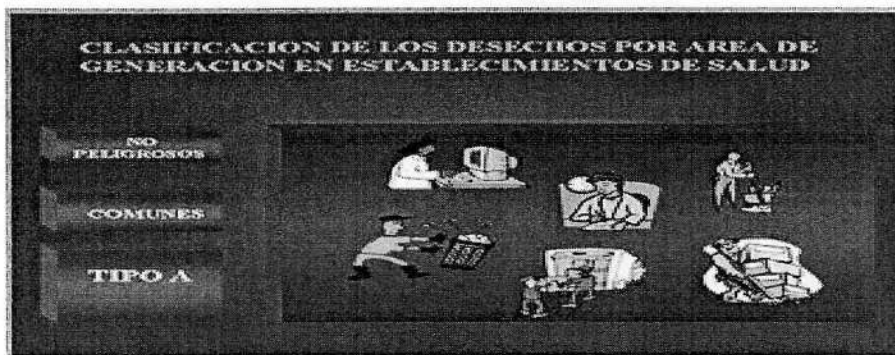 CLASIFICACION DE LOS DESECHOS POR AREA DE
GENERACION EN ESTABLECIMIENTOS DE SALUD
NO
PELIGROSOS
COMUNES
TIPO A